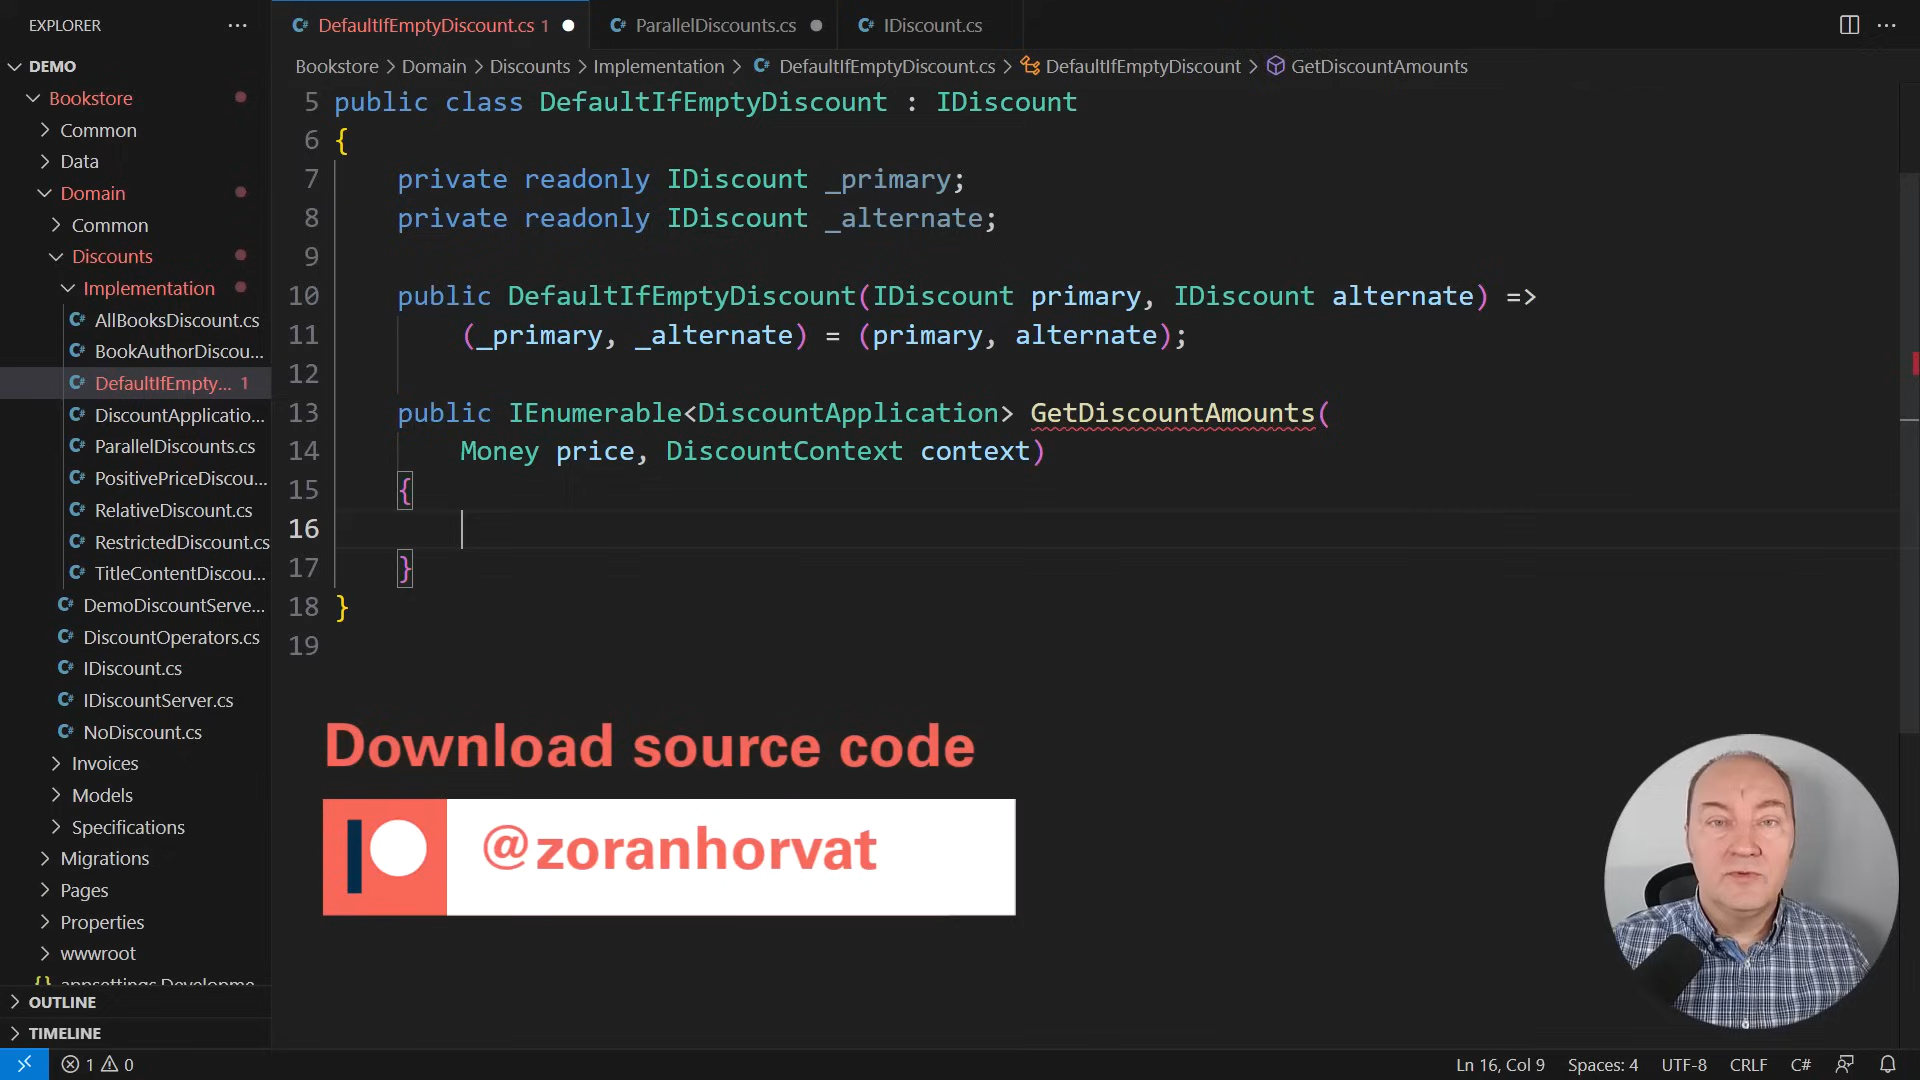 EXPLORER
DefaultIfEmptyDiscount.cs 1
ParallelDiscounts.cs
IDiscount.cs
DEMO
Bookstore > Domain > Discounts > Implementation > DefaultIfEmptyDiscount.cs > DefaultIfEmptyDiscount > GetDiscountAmounts
Bookstore
Common
Data
Domain
Common
Discounts
Implementation
AllBooksDiscount.cs
BookAuthorDiscou...
DefaultIfEmpty... 1
DiscountApplicatio...
ParallelDiscounts.cs
PositivePriceDiscou...
RelativeDiscount.cs
RestrictedDiscount.cs
TitleContentDiscou...
DemoDiscountServe...
DiscountOperators.cs
IDiscount.cs
IDiscountServer.cs
NoDiscount.cs
Invoices
Models
Specifications
Migrations
Pages
Properties
wwwroot
OUTLINE
TIMELINE
5 public class DefaultIfEmptyDiscount : IDiscount
6 {
7 private readonly IDiscount _primary;
8 private readonly IDiscount _alternate;
9
10 public DefaultIfEmptyDiscount(IDiscount primary, IDiscount alternate) =>
11 (_primary, _alternate) = (primary, alternate);
12
13 public IEnumerable<DiscountApplication> GetDiscountAmounts(
14 Money price, DiscountContext context)
15 {
16
17 }
18 }
19
Download source code
@zoranhorvat
1 0
Ln 16, Col 9
Spaces: 4
UTF-8
CRLF
C#